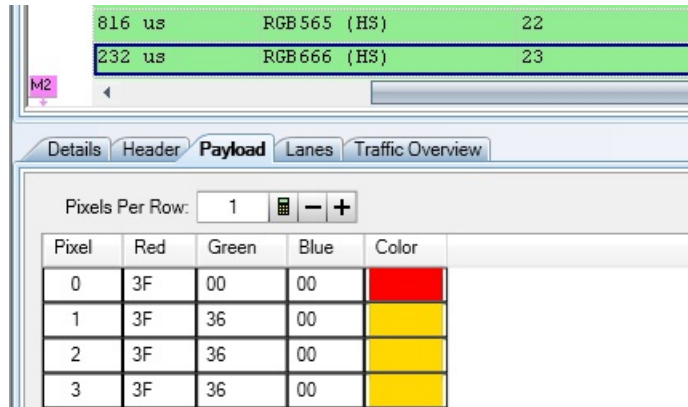 816 us RGB565 (HS) 22
232 us RGB666 (HS) 23
M2
Details Header Payload Lanes Traffic Overview
Pixels Per Row: 1 − +
Pixel Red Green Blue Color
0 3F 00 00
1 3F 36 00
2 3F 36 00
3 3F 36 00